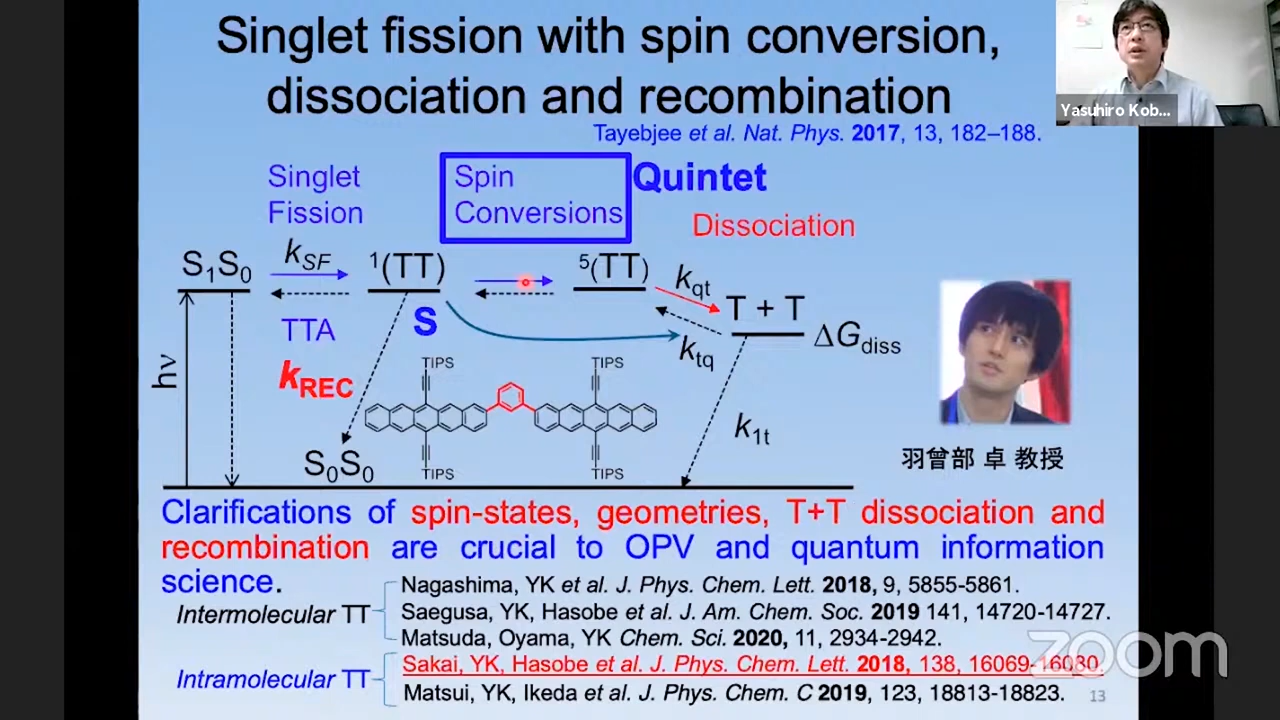 Singlet fission with spin conversion,
dissociation and recombination
Yasuhiro Kob...
Tayebjee et al. Nat. Phys. 2017, 13, 182–188.
Singlet
Fission
Spin
Conversions
Quintet
Dissociation
S₁S₀
k_SF
¹(TT)
⁵(TT)
k_qt
T + T
ΔG_diss
TTA
S
k_tq
k_REC
hν
TIPS
TIPS
k_1t
S₀S₀
TIPS
TIPS
羽曾部 卓 教授
Clarifications of spin-states, geometries, T+T dissociation and
recombination are crucial to OPV and quantum information
science.
Intermolecular TT
Nagashima, YK et al. J. Phys. Chem. Lett. 2018, 9, 5855-5861.
Saegusa, YK, Hasobe et al. J. Am. Chem. Soc. 2019 141, 14720-14727.
Matsuda, Oyama, YK Chem. Sci. 2020, 11, 2934-2942.
Intramolecular TT
Sakai, YK, Hasobe et al. J. Phys. Chem. Lett. 2018, 138, 16069-16080.
Matsui, YK, Ikeda et al. J. Phys. Chem. C 2019, 123, 18813-18823.
13
zoom